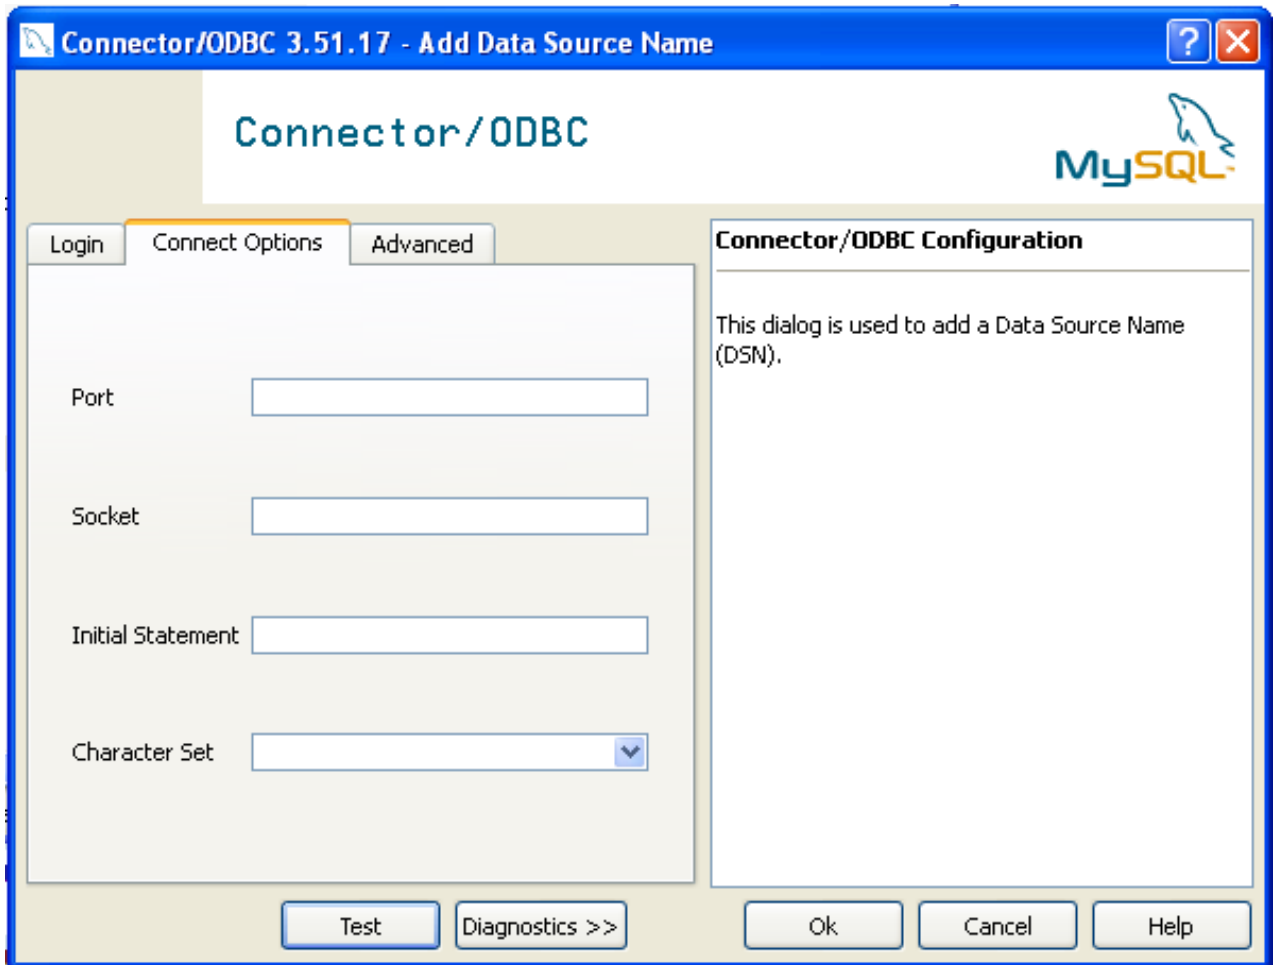 Connector/ODBC 3.51.17 - Add Data Source Name
?
Connector/ODBC
MySQL
Login
Connect Options
Advanced
Port
Socket
Initial Statement
Character Set
Connector/ODBC Configuration
This dialog is used to add a Data Source Name
(DSN).
Test
Diagnostics >>
Ok
Cancel
Help